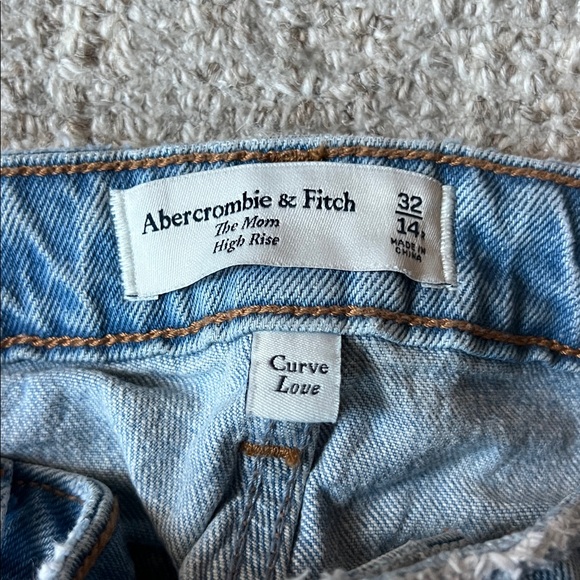 Abercrombie & Fitch
The Mom
High Rise
32
14
MADE IN
CHINA
Curve
Love